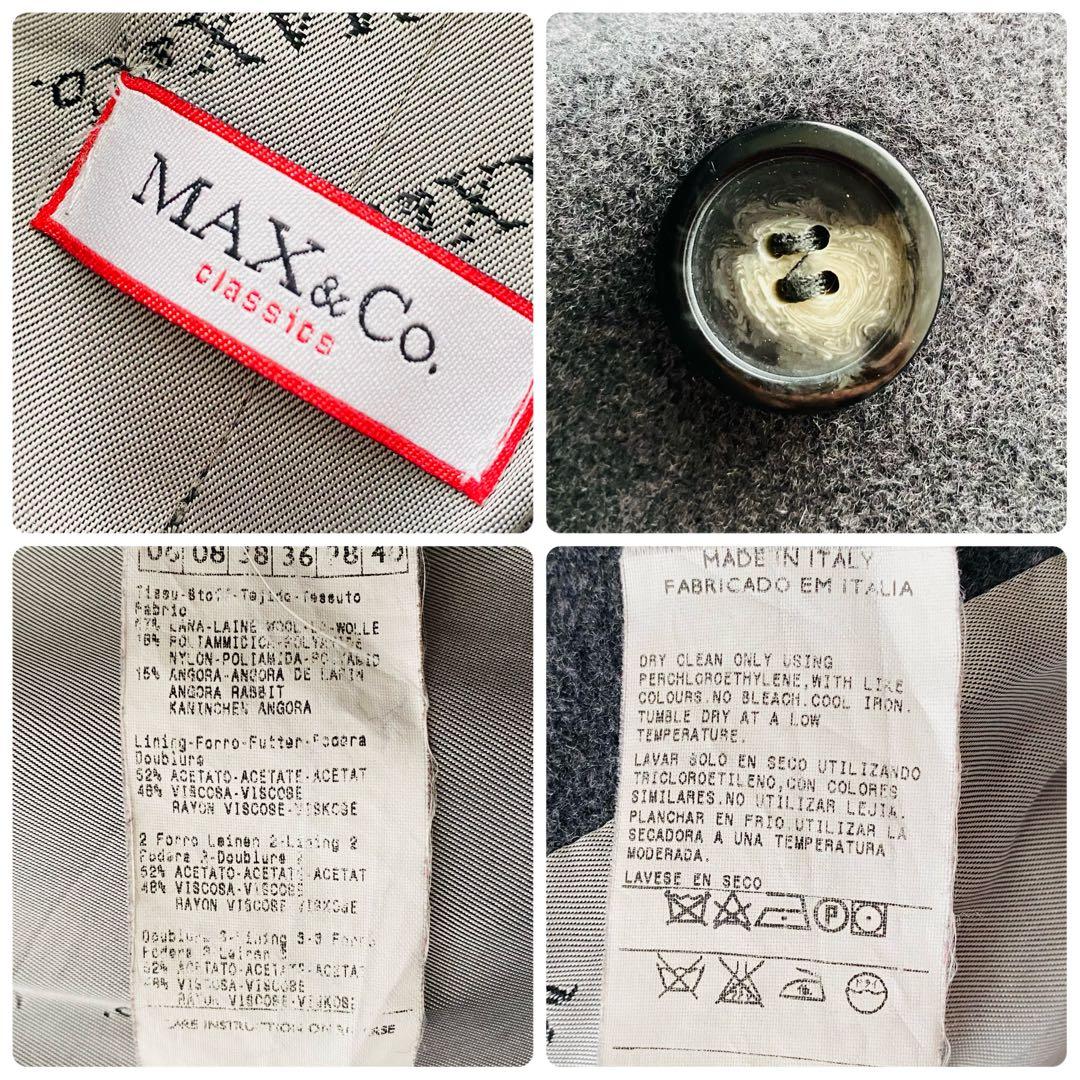 MAX&Co.
classics
06 08 38 36 98 40
Tissu-Stoff-Tejido-Tessuto
Fabric
67% LANA-LAINE WOOL WOLLE
18% POLIAMMIDICA
NYLON-POLIAMIDA-POLYAMID
15% ANGORA-ANGORA DE LAPIN
ANGORA RABBIT
KANINCHEN ANGORA
Lining-Forro-Futter-Fodera
Doublure
52% ACETATO-ACETATE-ACETAT
48% VISCOSA-VISCOSE
RAYON VISCOSE-VISKOSE
2 Forro Leinen 2-Lining 2
Fodera 2-Doublure 2
52% ACETATO-ACETATE-ACETAT
48% VISCOSA-VISCOSE
RAYON VISCOSE-VISKOSE
Doublure 3-Lining 3-3 Forro
Fodera 3 Leinen 3
52% ACETATO-ACETATE-ACETAT
48% VISCOSA-VISCOSE
RAYON VISCOSE-VISKOSE
CARE INSTRUCTION ON REVERSE
MADE IN ITALY
FABRICADO EM ITALIA
DRY CLEAN ONLY USING
PERCHLOROETHYLENE,WITH LIKE
COLOURS.NO BLEACH.COOL IRON.
TUMBLE DRY AT A LOW
TEMPERATURE.
LAVAR SOLO EN SECO UTILIZANDO
TRICLOROETILENO,CON COLORES
SIMILARES.NO UTILIZAR LEJIA.
PLANCHAR EN FRIO.UTILIZAR LA
SECADORA A UNA TEMPERATURA
MODERADA.
LAVESE EN SECO
P